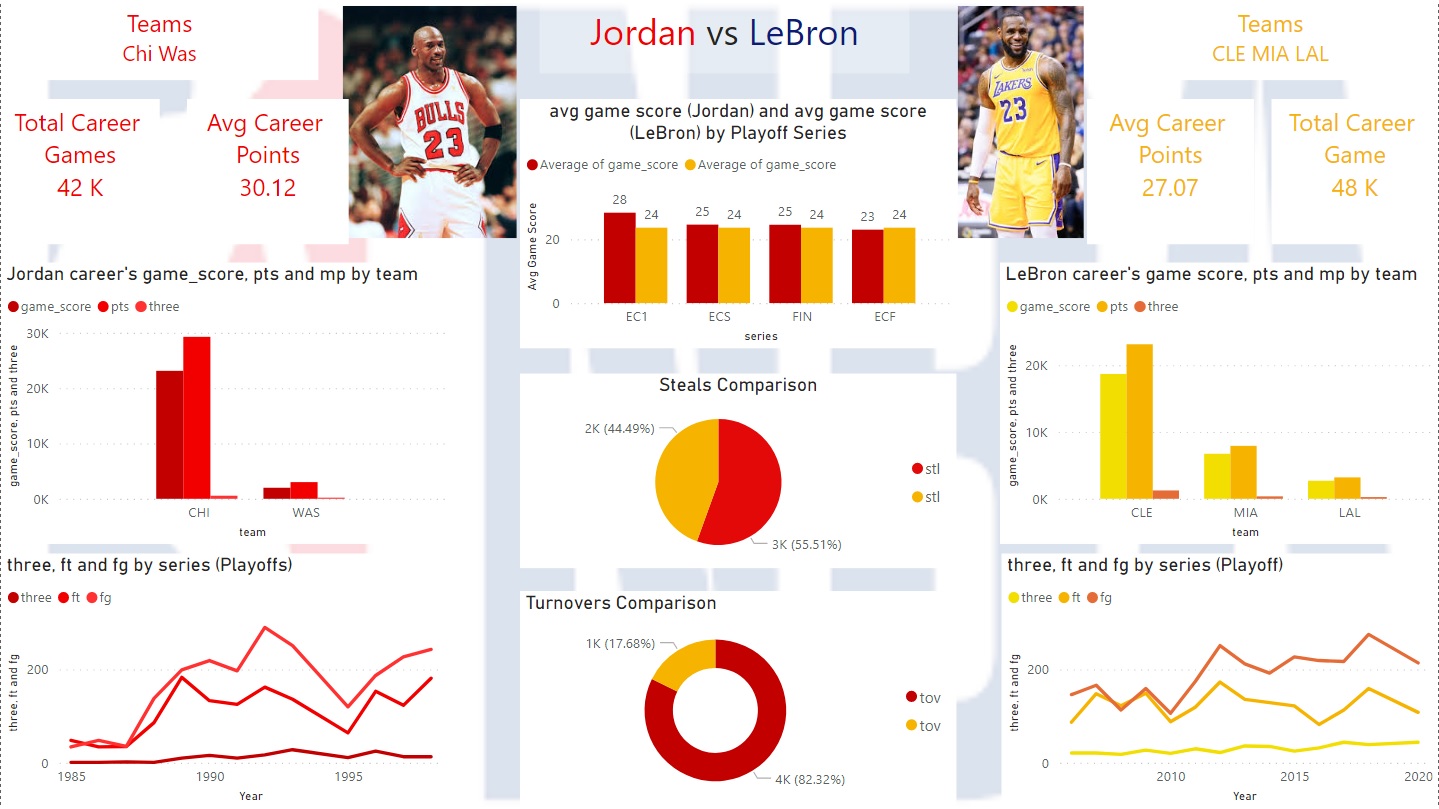 Teams
Chi Was
Jordan vs LeBron
Teams
CLE MIA LAL
Total Career
Games
42 K
Avg Career
Points
30.12
BULLS
23
LAKERS
23
Avg Career
Points
27.07
Total Career
Game
48 K
avg game score (Jordan) and avg game score
(LeBron) by Playoff Series
Average of game_score Average of game_score
Avg Game Score
20
0
28 24 25 24 25 24 23 24
EC1 ECS FIN ECF
series
Jordan career's game_score, pts and mp by team
game_score pts three
game_score, pts and three
30K
20K
10K
0K
CHI WAS
team
LeBron career's game score, pts and mp by team
game_score pts three
game_score, pts and three
20K
10K
0K
CLE MIA LAL
team
Steals Comparison
2K (44.49%)
3K (55.51%)
stl
stl
three, ft and fg by series (Playoffs)
three ft fg
three, ft and fg
200
0
1985 1990 1995
Year
Turnovers Comparison
1K (17.68%)
4K (82.32%)
tov
tov
three, ft and fg by series (Playoff)
three ft fg
three, ft and fg
200
0
2010 2015 2020
Year